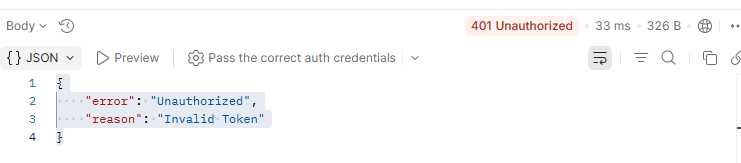 Body
401 Unauthorized • 33 ms • 326 B
{} JSON Preview Pass the correct auth credentials
1 {
2 "error": "Unauthorized",
3 "reason": "Invalid Token"
4 }